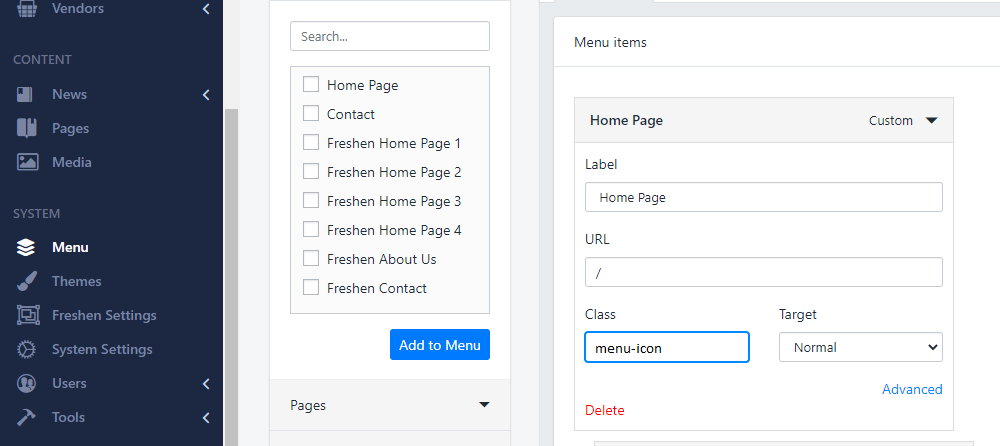 Vendors
CONTENT
News
Pages
Media
SYSTEM
Menu
Themes
Freshen Settings
System Settings
Users
Tools
Search...
Home Page
Contact
Freshen Home Page 1
Freshen Home Page 2
Freshen Home Page 3
Freshen Home Page 4
Freshen About Us
Freshen Contact
Add to Menu
Pages
Menu items
Home Page Custom
Label
Home Page
URL
/
Class Target
menu-icon Normal
Advanced
Delete